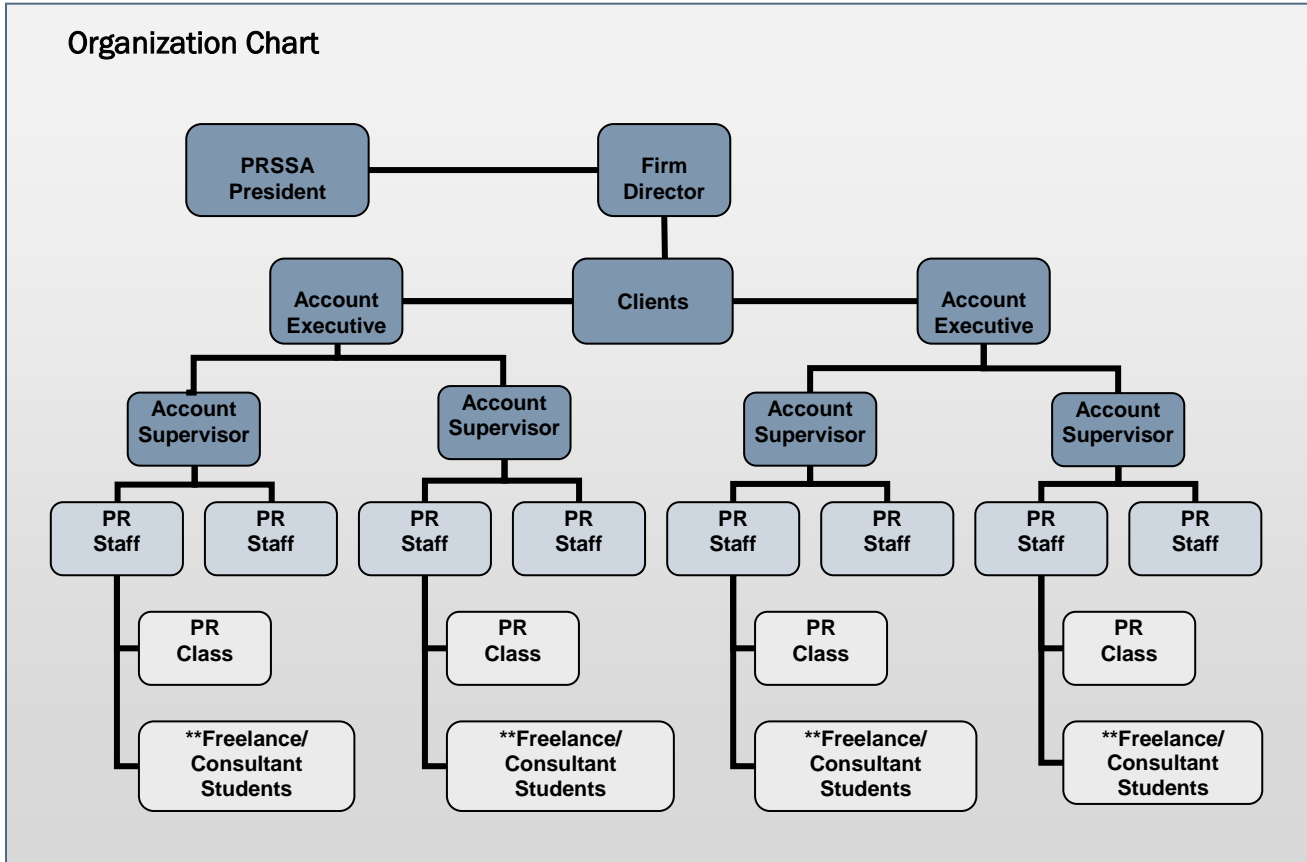 Organization Chart
PRSSA
President
Firm
Director
Account
Executive
Clients
Account
Executive
Account
Supervisor
Account
Supervisor
Account
Supervisor
Account
Supervisor
PR
Staff
PR
Staff
PR
Staff
PR
Staff
PR
Staff
PR
Staff
PR
Staff
PR
Staff
PR
Class
PR
Class
PR
Class
PR
Class
**Freelance/
Consultant
Students
**Freelance/
Consultant
Students
**Freelance/
Consultant
Students
**Freelance/
Consultant
Students